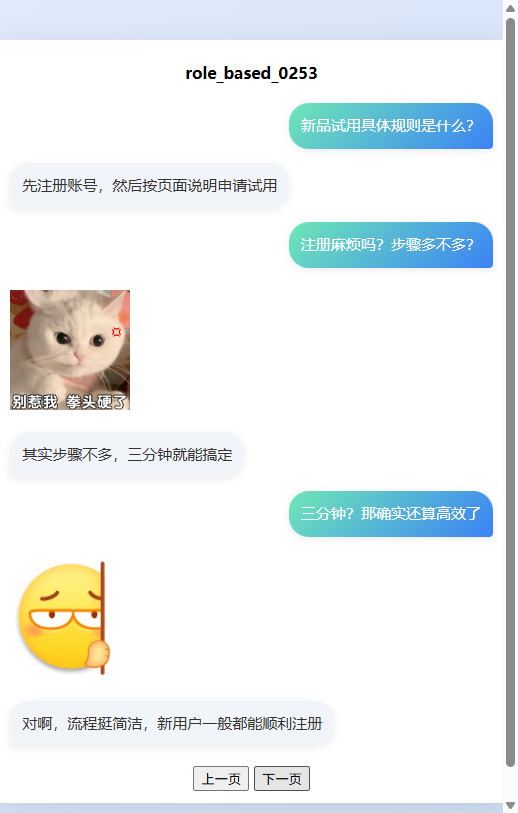 role_based_0253
新品试用具体规则是什么？
先注册账号，然后按页面说明申请试用
注册麻烦吗？步骤多不多？
别惹我 拳头硬了
其实步骤不多，三分钟就能搞定
三分钟？那确实还算高效了
对啊，流程挺简洁，新用户一般都能顺利注册
上一页 下一页